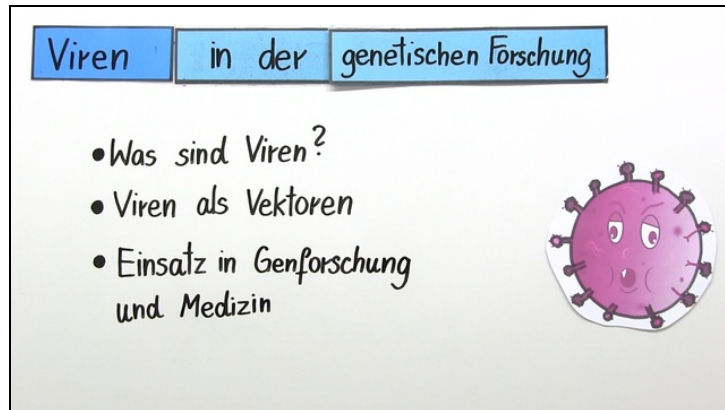 Viren in der genetischen Forschung
• Was sind Viren?
• Viren als Vektoren
• Einsatz in Genforschung
und Medizin